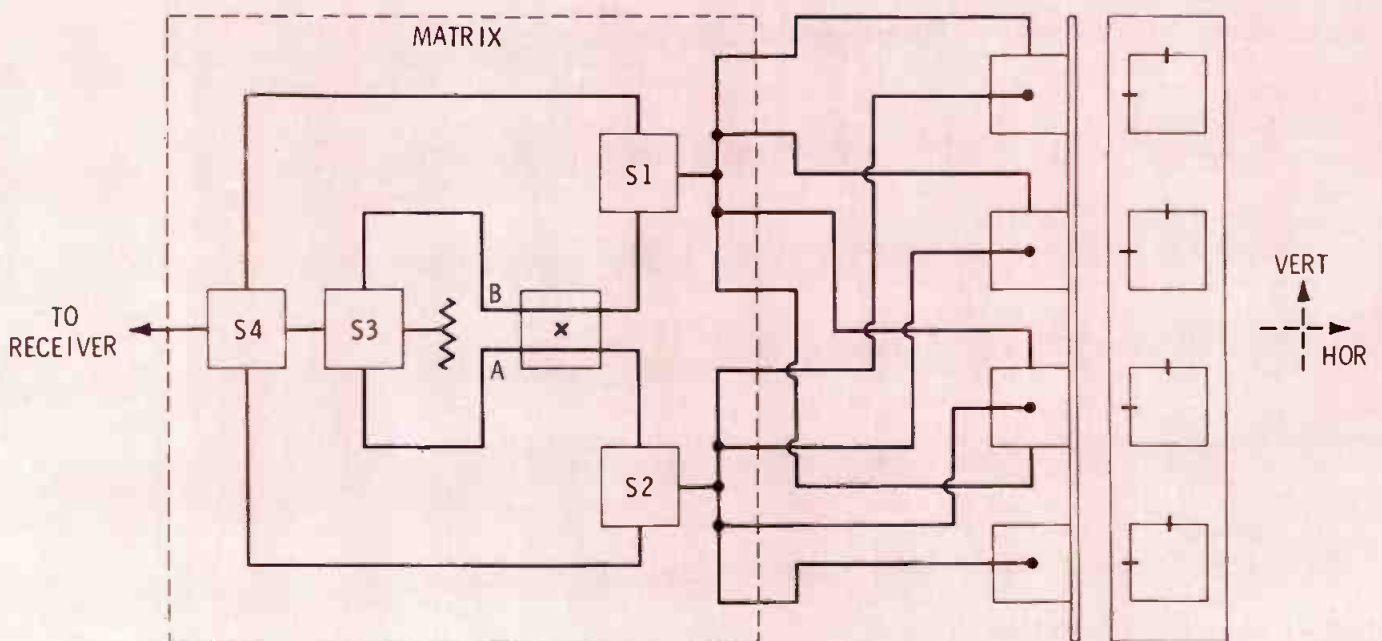 MATRIX
S1
B
VERT
TO
RECEIVER
S4
S3
x
HOR
A
S2